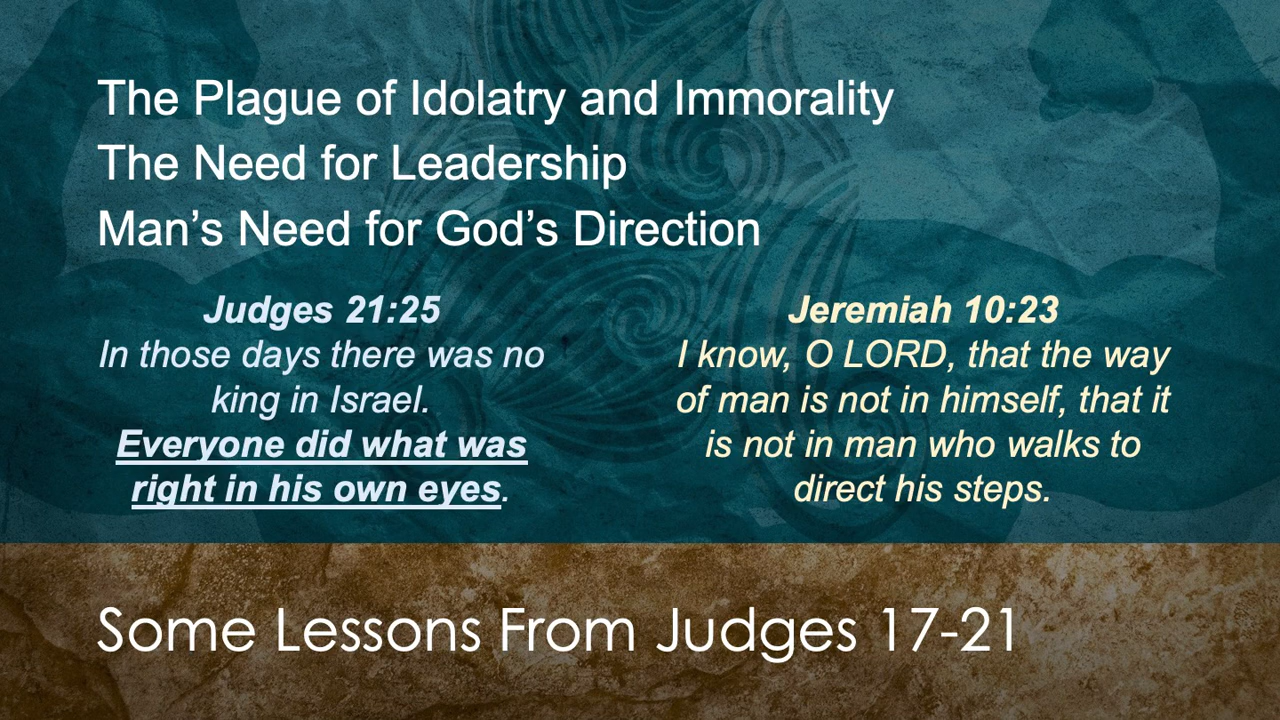 The Plague of Idolatry and Immorality
The Need for Leadership
Man’s Need for God’s Direction
Judges 21:25
In those days there was no
king in Israel.
Everyone did what was
right in his own eyes.
Jeremiah 10:23
I know, O LORD, that the way
of man is not in himself, that it
is not in man who walks to
direct his steps.
Some Lessons From Judges 17-21